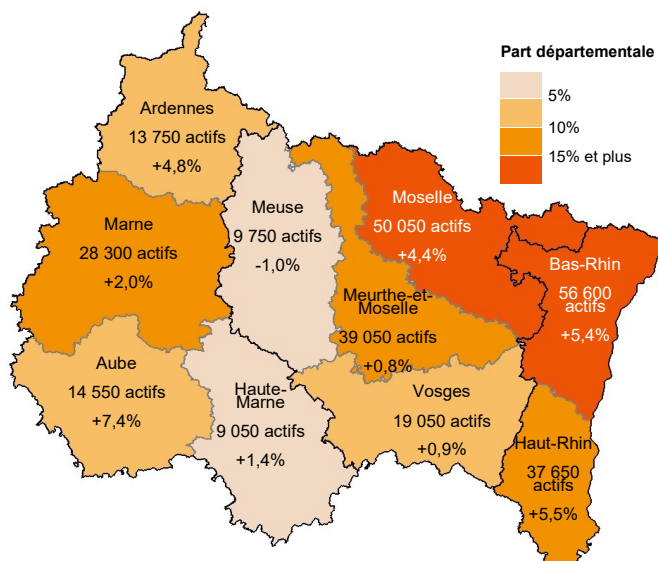 Part départementale
5%
10%
15% et plus
Ardennes
13 750 actifs
+4,8%
Marne
28 300 actifs
+2,0%
Meuse
9 750 actifs
-1,0%
Moselle
50 050 actifs
+4,4%
Bas-Rhin
56 600
actifs
+5,4%
Meurthe-et-
Moselle
39 050 actifs
+0,8%
Aube
14 550 actifs
+7,4%
Haute-
Marne
9 050 actifs
+1,4%
Vosges
19 050 actifs
+0,9%
Haut-Rhin
37 650
actifs
+5,5%